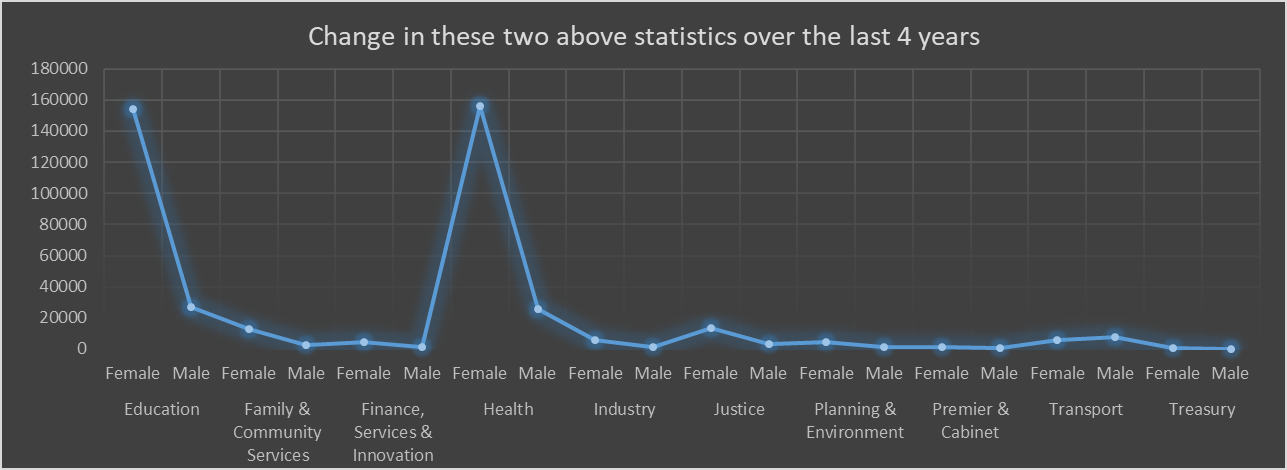 Change in these two above statistics over the last 4 years
180000
160000
140000
120000
100000
80000
60000
40000
20000
0
Female Male Female Male Female Male Female Male Female Male Female Male Female Male Female Male Female Male Female Male
Education Family & Finance, Health Industry Justice Planning & Premier & Transport Treasury
Community Services & Environment Cabinet
Services Innovation